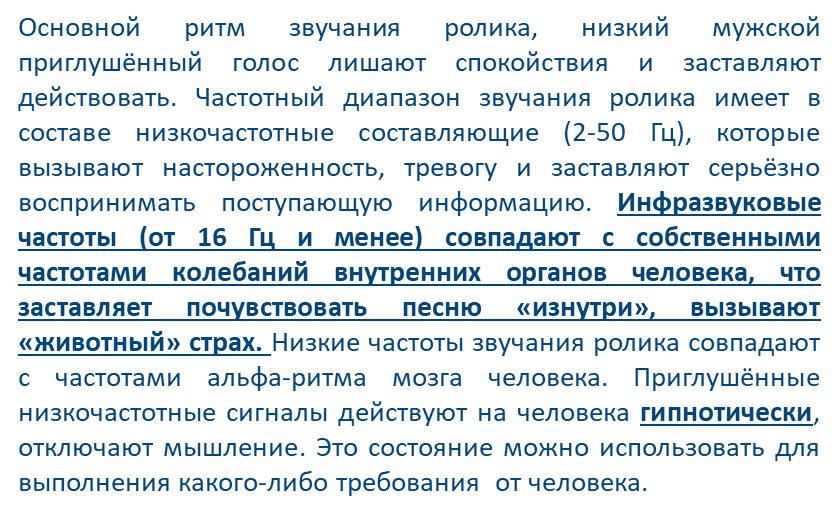 Основной ритм звучания ролика, низкий мужской
приглушённый голос лишают спокойствия и заставляют
действовать. Частотный диапазон звучания ролика имеет в
составе низкочастотные составляющие (2-50 Гц), которые
вызывают настороженность, тревогу и заставляют серьёзно
воспринимать поступающую информацию. Инфразвуковые
частоты (от 16 Гц и менее) совпадают с собственными
частотами колебаний внутренних органов человека, что
заставляет почувствовать песню «изнутри», вызывают
«животный» страх. Низкие частоты звучания ролика совпадают
с частотами альфа-ритма мозга человека. Приглушённые
низкочастотные сигналы действуют на человека гипнотически,
отключают мышление. Это состояние можно использовать для
выполнения какого-либо требования от человека.